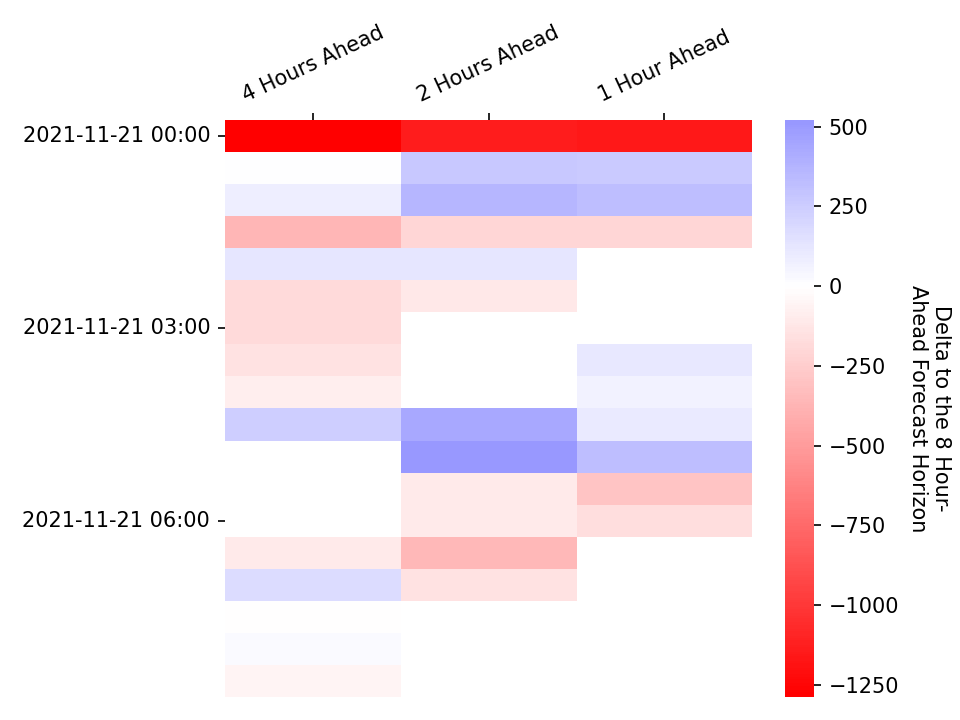 4 Hours Ahead
2 Hours Ahead
1 Hour Ahead
2021-11-21 00:00
2021-11-21 03:00
2021-11-21 06:00
500
250
0
−250
−500
−750
−1000
−1250
Delta to the 8 Hour-
Ahead Forecast Horizon